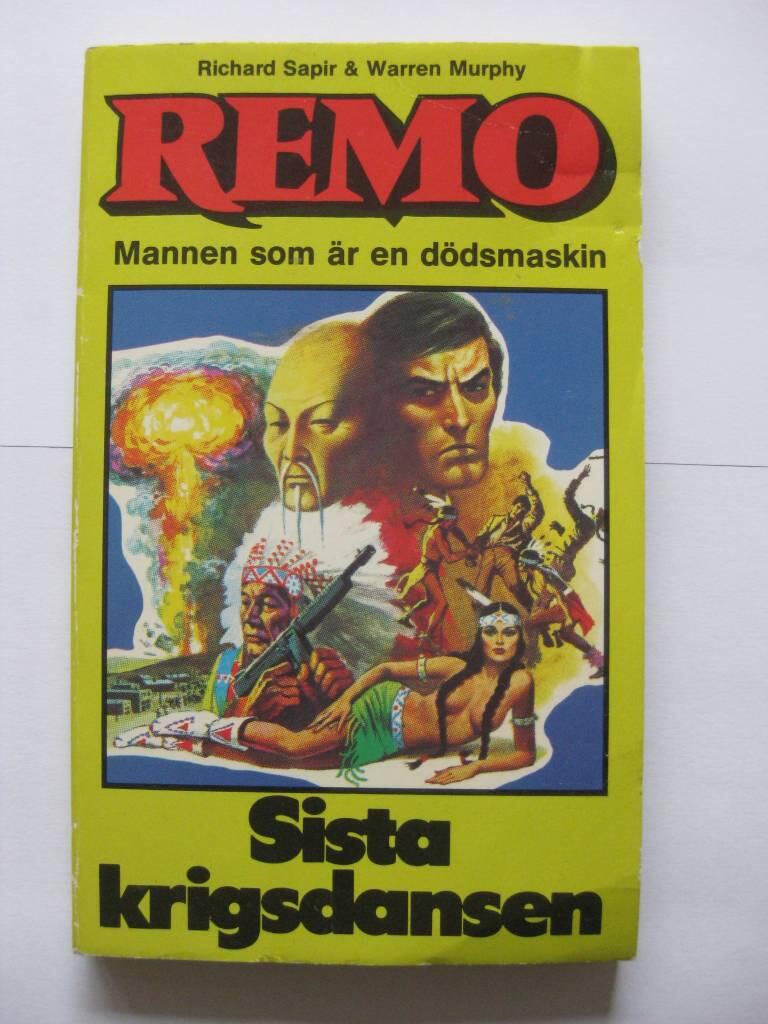 Richard Sapir & Warren Murphy
REMO
Mannen som är en dödsmaskin
Sista
krigsdansen